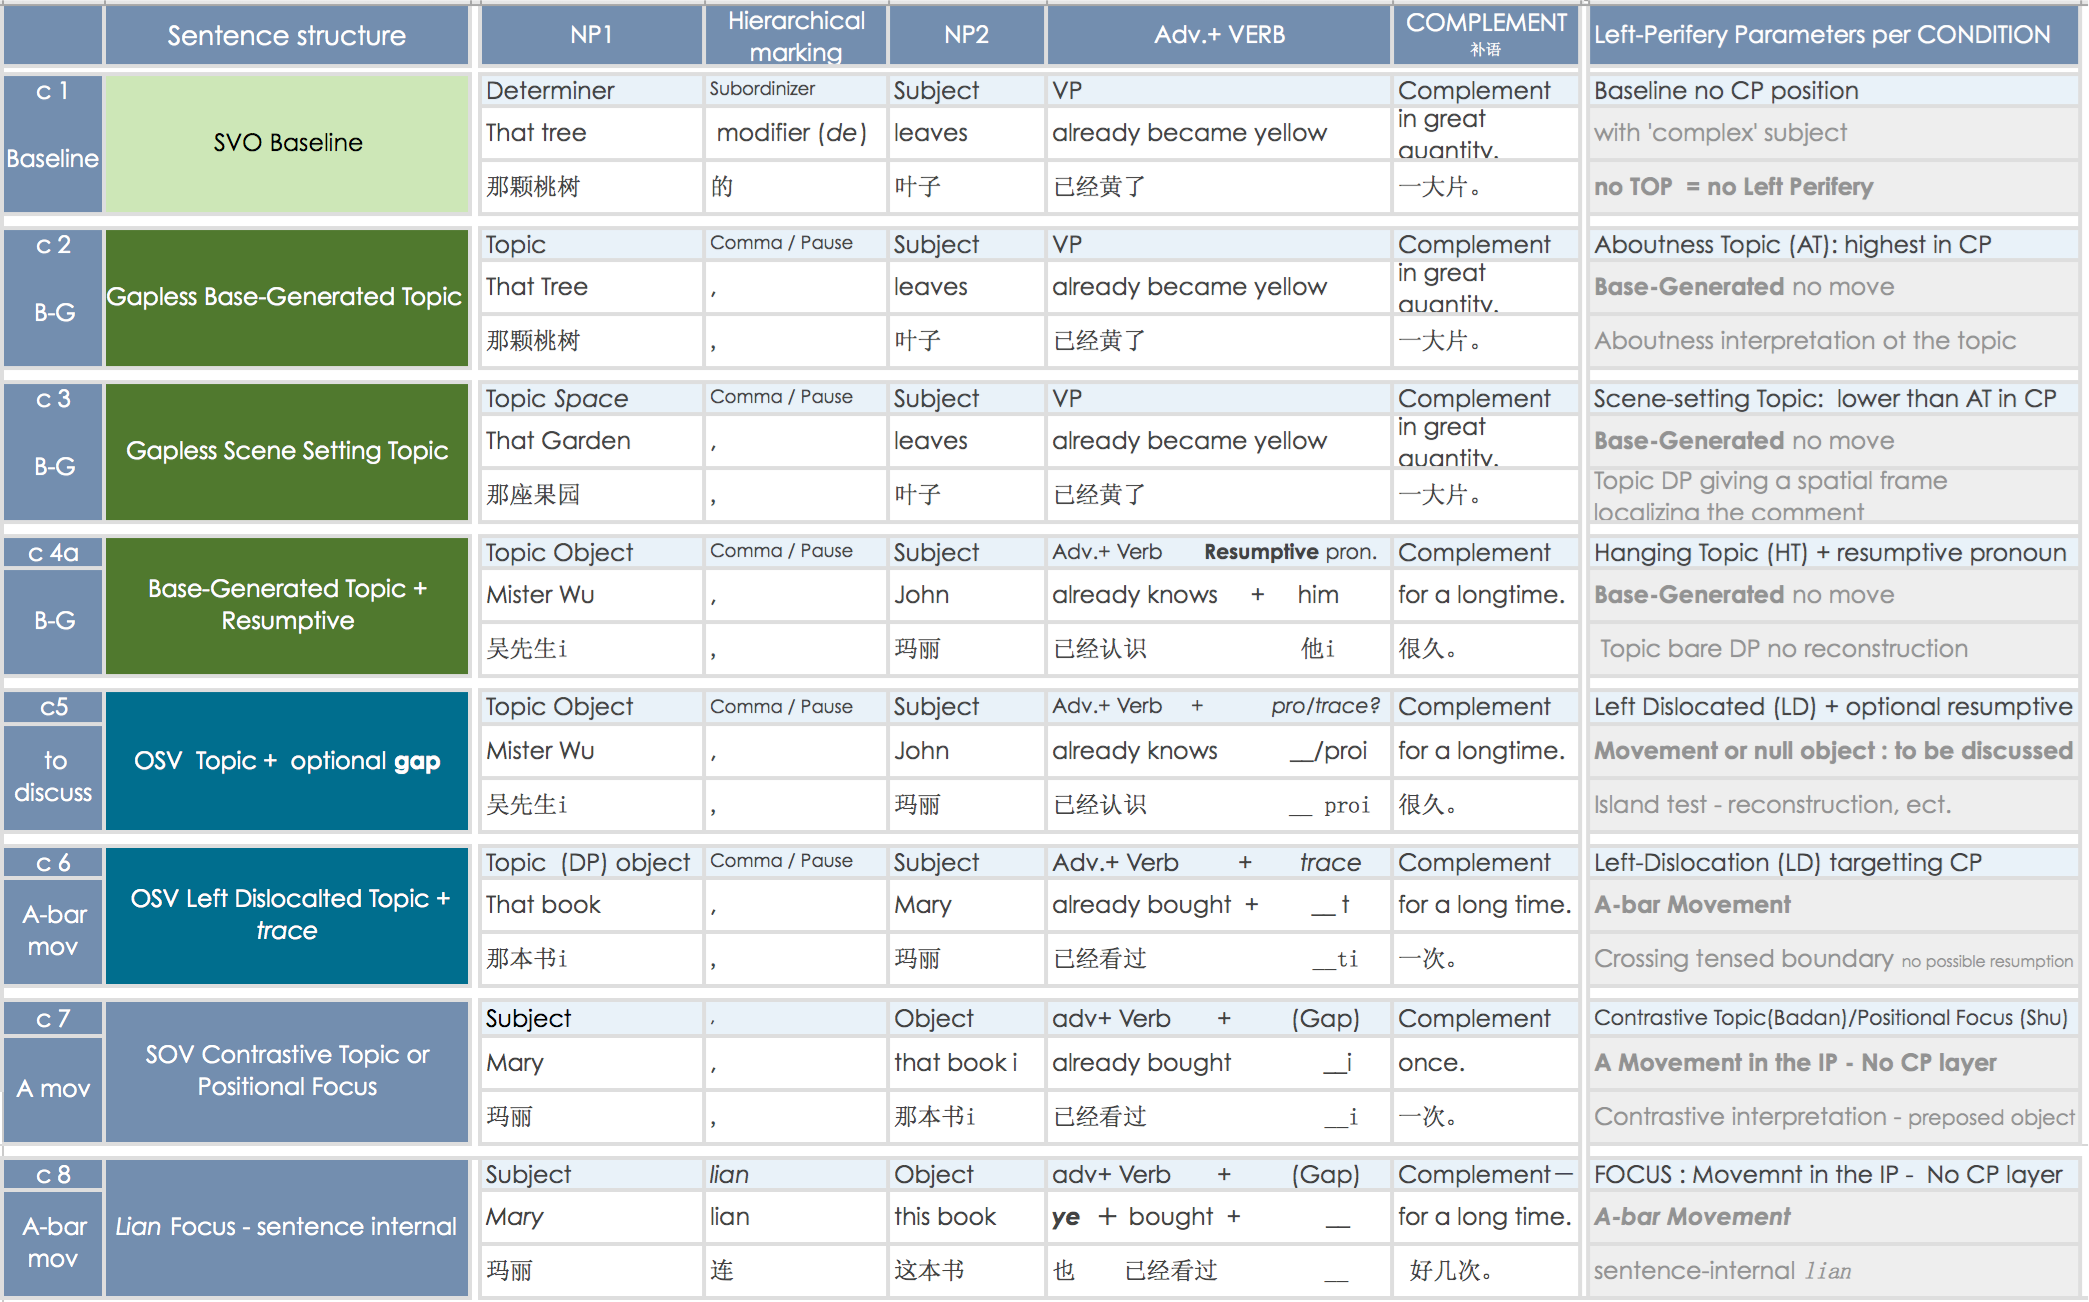 Sentence structure
NP1
Hierarchical
marking
NP2
Adv.+ VERB
COMPLEMENT
补语
Left-Perifery Parameters per CONDITION
c 1
Baseline
SVO Baseline
Determiner
Subordinizer
Subject
VP
Complement
Baseline no CP position
That tree
modifier (de)
leaves
already became yellow
in great
quantity.
with 'complex' subject
那颗桃树
的
叶子
已经黄了
一大片。
no TOP = no Left Perifery
c 2
B-G
Gapless Base-Generated Topic
Topic
Comma / Pause
Subject
VP
Complement
Aboutness Topic (AT): highest in CP
That Tree
,
leaves
already became yellow
in great
quantity.
Base-Generated no move
那颗桃树
,
叶子
已经黄了
一大片。
Aboutness interpretation ot the topic
c 3
B-G
Gapless Scene Setting Topic
Topic Space
Comma / Pause
Subject
VP
Complement
Scene-setting Topic: lower than AT in CP
That Garden
,
leaves
already became yellow
in great
quantity.
Base-Generated no move
那座果园
,
叶子
已经黄了
一大片。
Topic DP giving a spatial frame
localizing the comment
c 4a
B-G
Base-Generated Topic +
Resumptive
Topic Object
Comma / Pause
Subject
Adv.+ Verb Resumptive pron.
Complement
Hanging Topic (HT) + resumptive pronoun
Mister Wu
,
John
already knows + him
for a longtime.
Base-Generated no move
吴先生i
,
玛丽
已经认识 他i
很久。
Topic bare DP no reconstruction
c5
to
discuss
OSV Topic + optional gap
Topic Object
Comma / Pause
Subject
Adv.+ Verb + pro/trace?
Complement
Left Dislocated (LD) + optional resumptive
Mister Wu
,
John
already knows __/proi
for a longtime.
Movement or null object : to be discussed
吴先生i
,
玛丽
已经认识 __ proi
很久。
Island test - reconstruction, ect.
c 6
A-bar
mov
OSV Left Dislocalted Topic +
trace
Topic (DP) object
Comma / Pause
Subject
Adv.+ Verb + trace
Complement
Left-Dislocation (LD) targetting CP
That book
,
Mary
already bought + __ t
for a long time.
A-bar Movement
那本书i
,
玛丽
已经看过 __ti
一次。
Crossing tensed boundary no possible resumption
c 7
A mov
SOV Contrastive Topic or
Positional Focus
Subject
,
Object
adv+ Verb + (Gap)
Complement
Contrastive Topic(Badan)/Positional Focus (Shu)
Mary
,
that book i
already bought __i
once.
A Movement in the IP - No CP layer
玛丽
,
那本书i
已经看过 __i
一次。
Contrastive interpretation - preposed object
c 8
A-bar
mov
Lian Focus - sentence internal
Subject
lian
Object
adv+ Verb + (Gap)
Complement一
FOCUS : Movemnt in the IP - No CP layer
Mary
lian
this book
ye ＋ bought + __
for a long time.
A-bar Movement
玛丽
连
这本书
也 已经看过 __
好几次。
sentence-internal lian